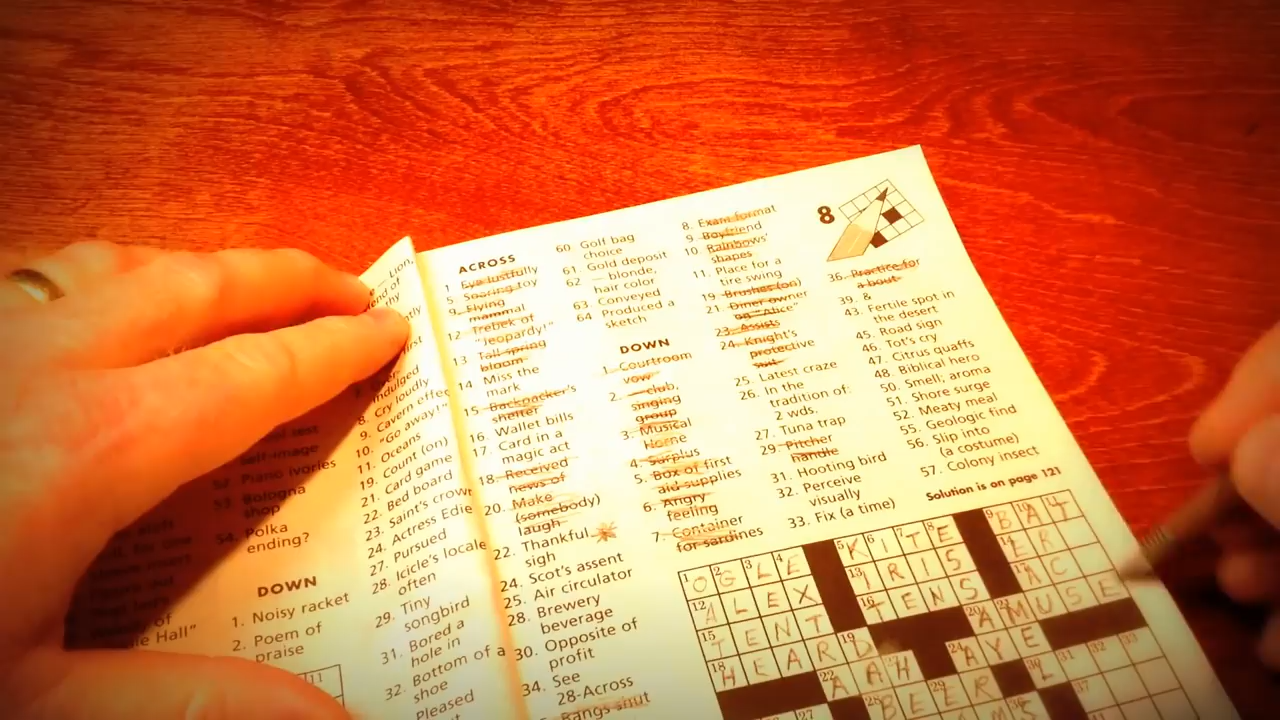 ACROSS
1 Eye lustfully
5 Soaring toy
9 Flying
mammal
12 Trebek of
"Jeopardy!"
13 Tall spring
bloom
14 Miss the
mark
15 Backpacker's
shelter
16. Wallet bills
17. Card in a
magic act
18. Received
news of
20. Make
(somebody)
laugh
22. Thankful
sigh
24. Scot's assent
25. Air circulator
28. Brewery
beverage
30. Opposite of
profit
34. See
28-Across
60. Golf bag
choice
61. Gold deposit
62 — blonde,
hair color
63 Conveyed
64 Produced a
sketch
DOWN
1. Courtroom
vow
2. — club,
singing
group
3. Musical
Horne
4. Surplus
5. Box of first
aid supplies
6. Angry
feeling
7. Container
for sardines
8. Exam format
9 Boyfriend
10. Rainbows'
shapes
11. Place for a
tire swing
19. Brushes (on)
21. Diner owner
on "Alice"
23. Assists
24. Knight's
protective
25. Latest craze
26. In the
tradition of:
2 wds.
27. Tuna trap
29. Pitcher
handle
31. Hooting bird
32. Perceive
visually
33. Fix (a time)
8
36. Practice for
a bout
39. &
43. Fertile spot in
the desert
45. Road sign
46. Tot's cry
47. Citrus quaffs
48. Biblical hero
50. Smell; aroma
51. Shore surge
52. Meaty meal
55. Geologic find
56. Slip into
(a costume)
57. Colony insect
Solution is on page 121
OGLE KITE BAT
ALEX IRIS ER
TENT TENS AC
HEARD AMUSE
AAH AYE
BEER L
8. Cry loudly
9. Cavern effect
10. "Go away!"
11. Oceans
19. Count (on)
21. Card game
22. Bed board
23. Saint's crown
24. Actress Edie
27. Pursued
28. Icicle's locale
often
29. Tiny
songbird
31. Bored a
hole in
32. Bottom of a
shoe
Pleased
self-image
Piano ivories
Bologna
shop
54. Polka
ending?
DOWN
1. Noisy racket
2. Poem of
praise
11